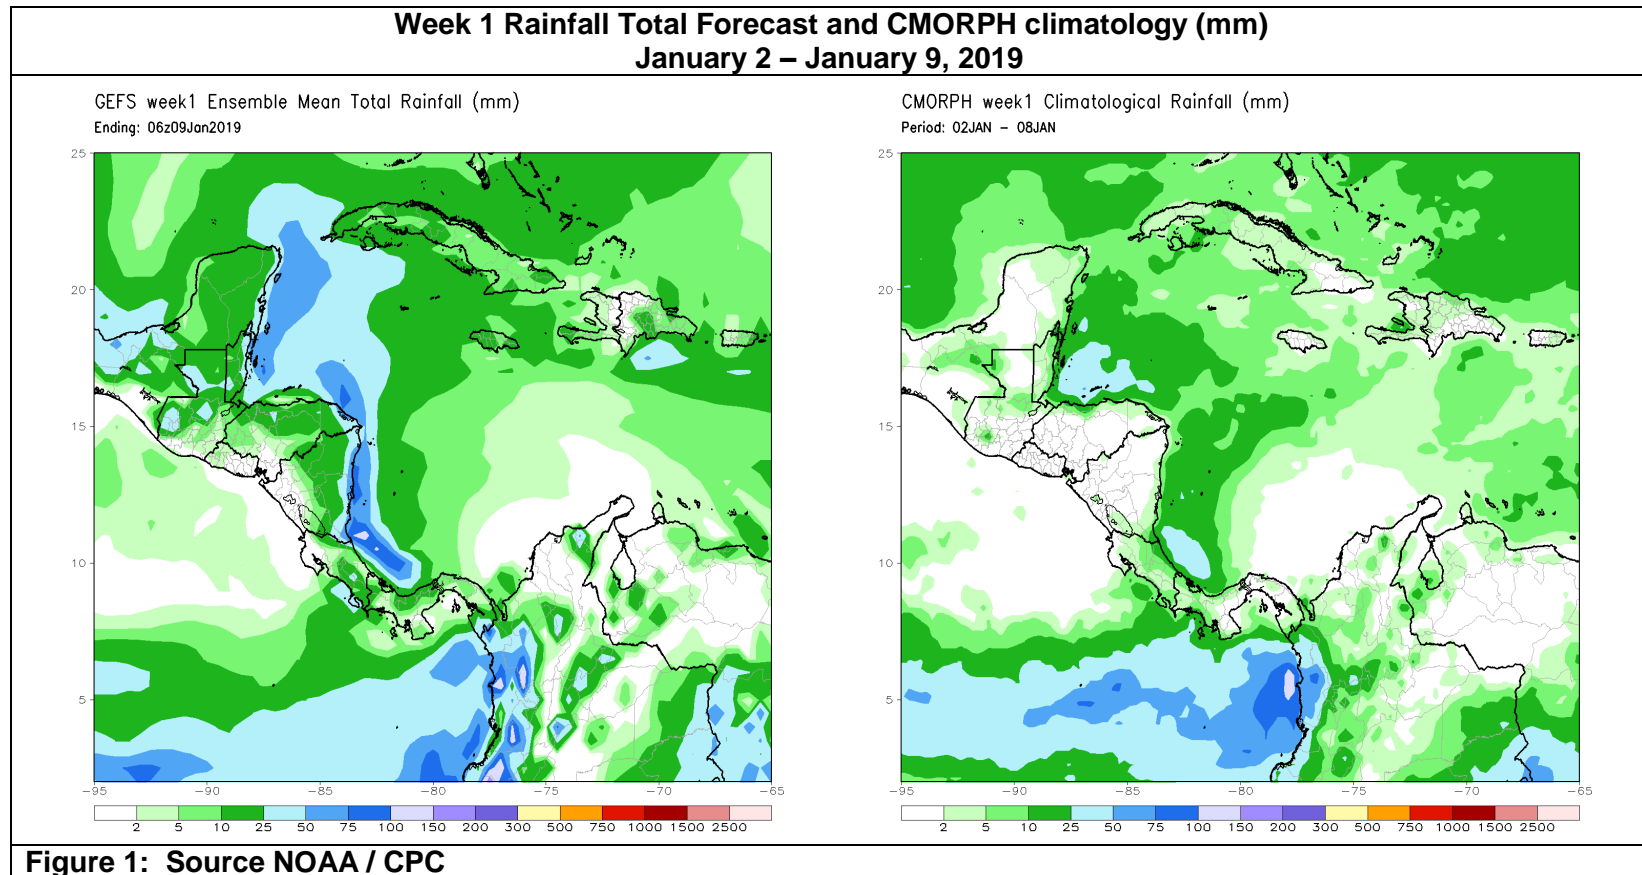 Week 1 Rainfall Total Forecast and CMORPH climatology (mm)
January 2 – January 9, 2019
GEFS week1 Ensemble Mean Total Rainfall (mm)
Ending: 06z09Jan2019
25
20
15
10
5
−95 −90 −85 −80 −75 −70 −65
2 5 10 25 50 75 100 150 200 300 500 750 1000 1500 2500
CMORPH week1 Climatological Rainfall (mm)
Period: 02JAN − 08JAN
25
20
15
10
5
−95 −90 −85 −80 −75 −70 −65
2 5 10 25 50 75 100 150 200 300 500 750 1000 1500 2500
Figure 1: Source NOAA / CPC